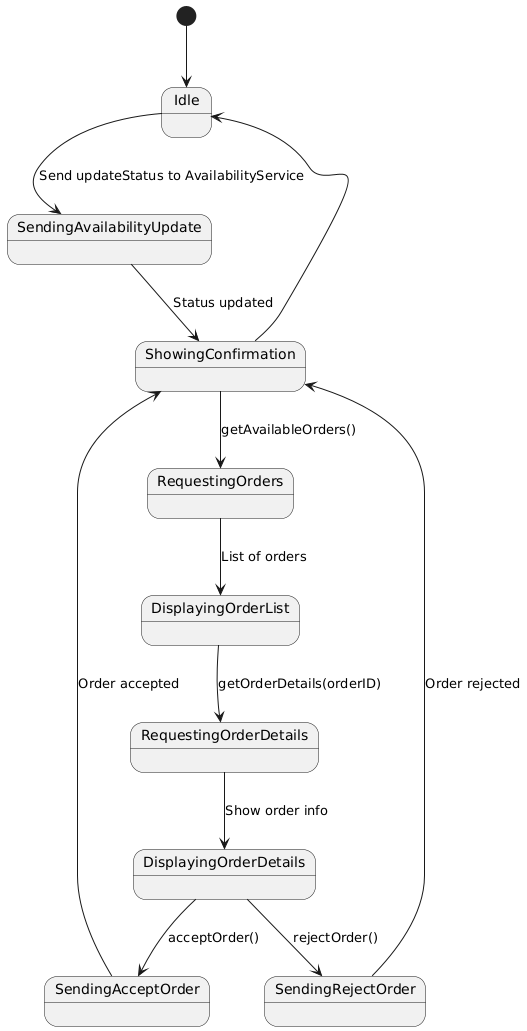 Idle
Send updateStatus to AvailabilityService
SendingAvailabilityUpdate
Status updated
ShowingConfirmation
getAvailableOrders()
RequestingOrders
List of orders
DisplayingOrderList
Order accepted
getOrderDetails(orderID)
Order rejected
RequestingOrderDetails
Show order info
DisplayingOrderDetails
acceptOrder()
rejectOrder()
SendingAcceptOrder
SendingRejectOrder